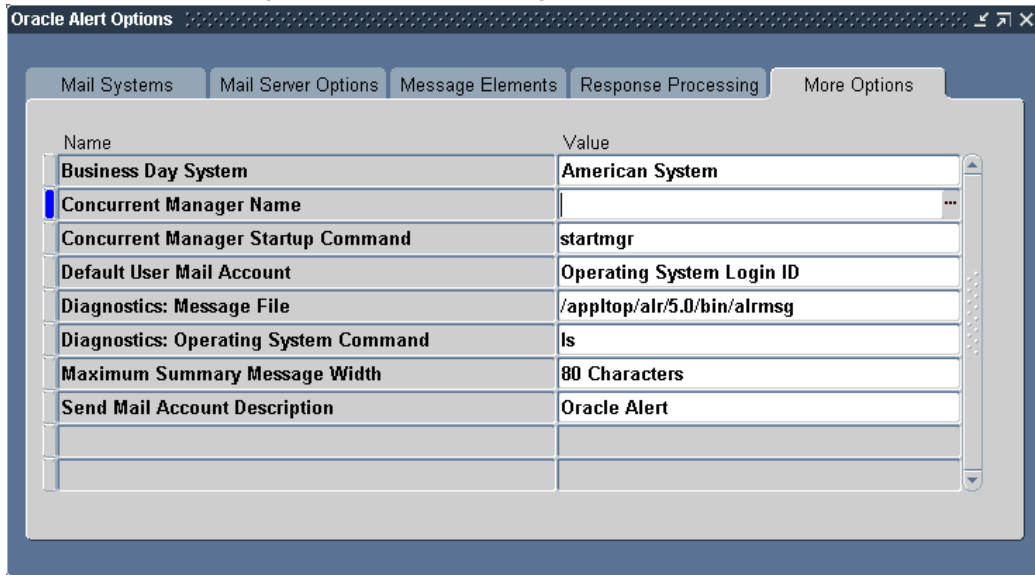 Oracle Alert Options
Mail Systems Mail Server Options Message Elements Response Processing More Options
Name Value
Business Day System American System
Concurrent Manager Name
Concurrent Manager Startup Command startmgr
Default User Mail Account Operating System Login ID
Diagnostics: Message File /appltop/alr/5.0/bin/alrmsg
Diagnostics: Operating System Command ls
Maximum Summary Message Width 80 Characters
Send Mail Account Description Oracle Alert